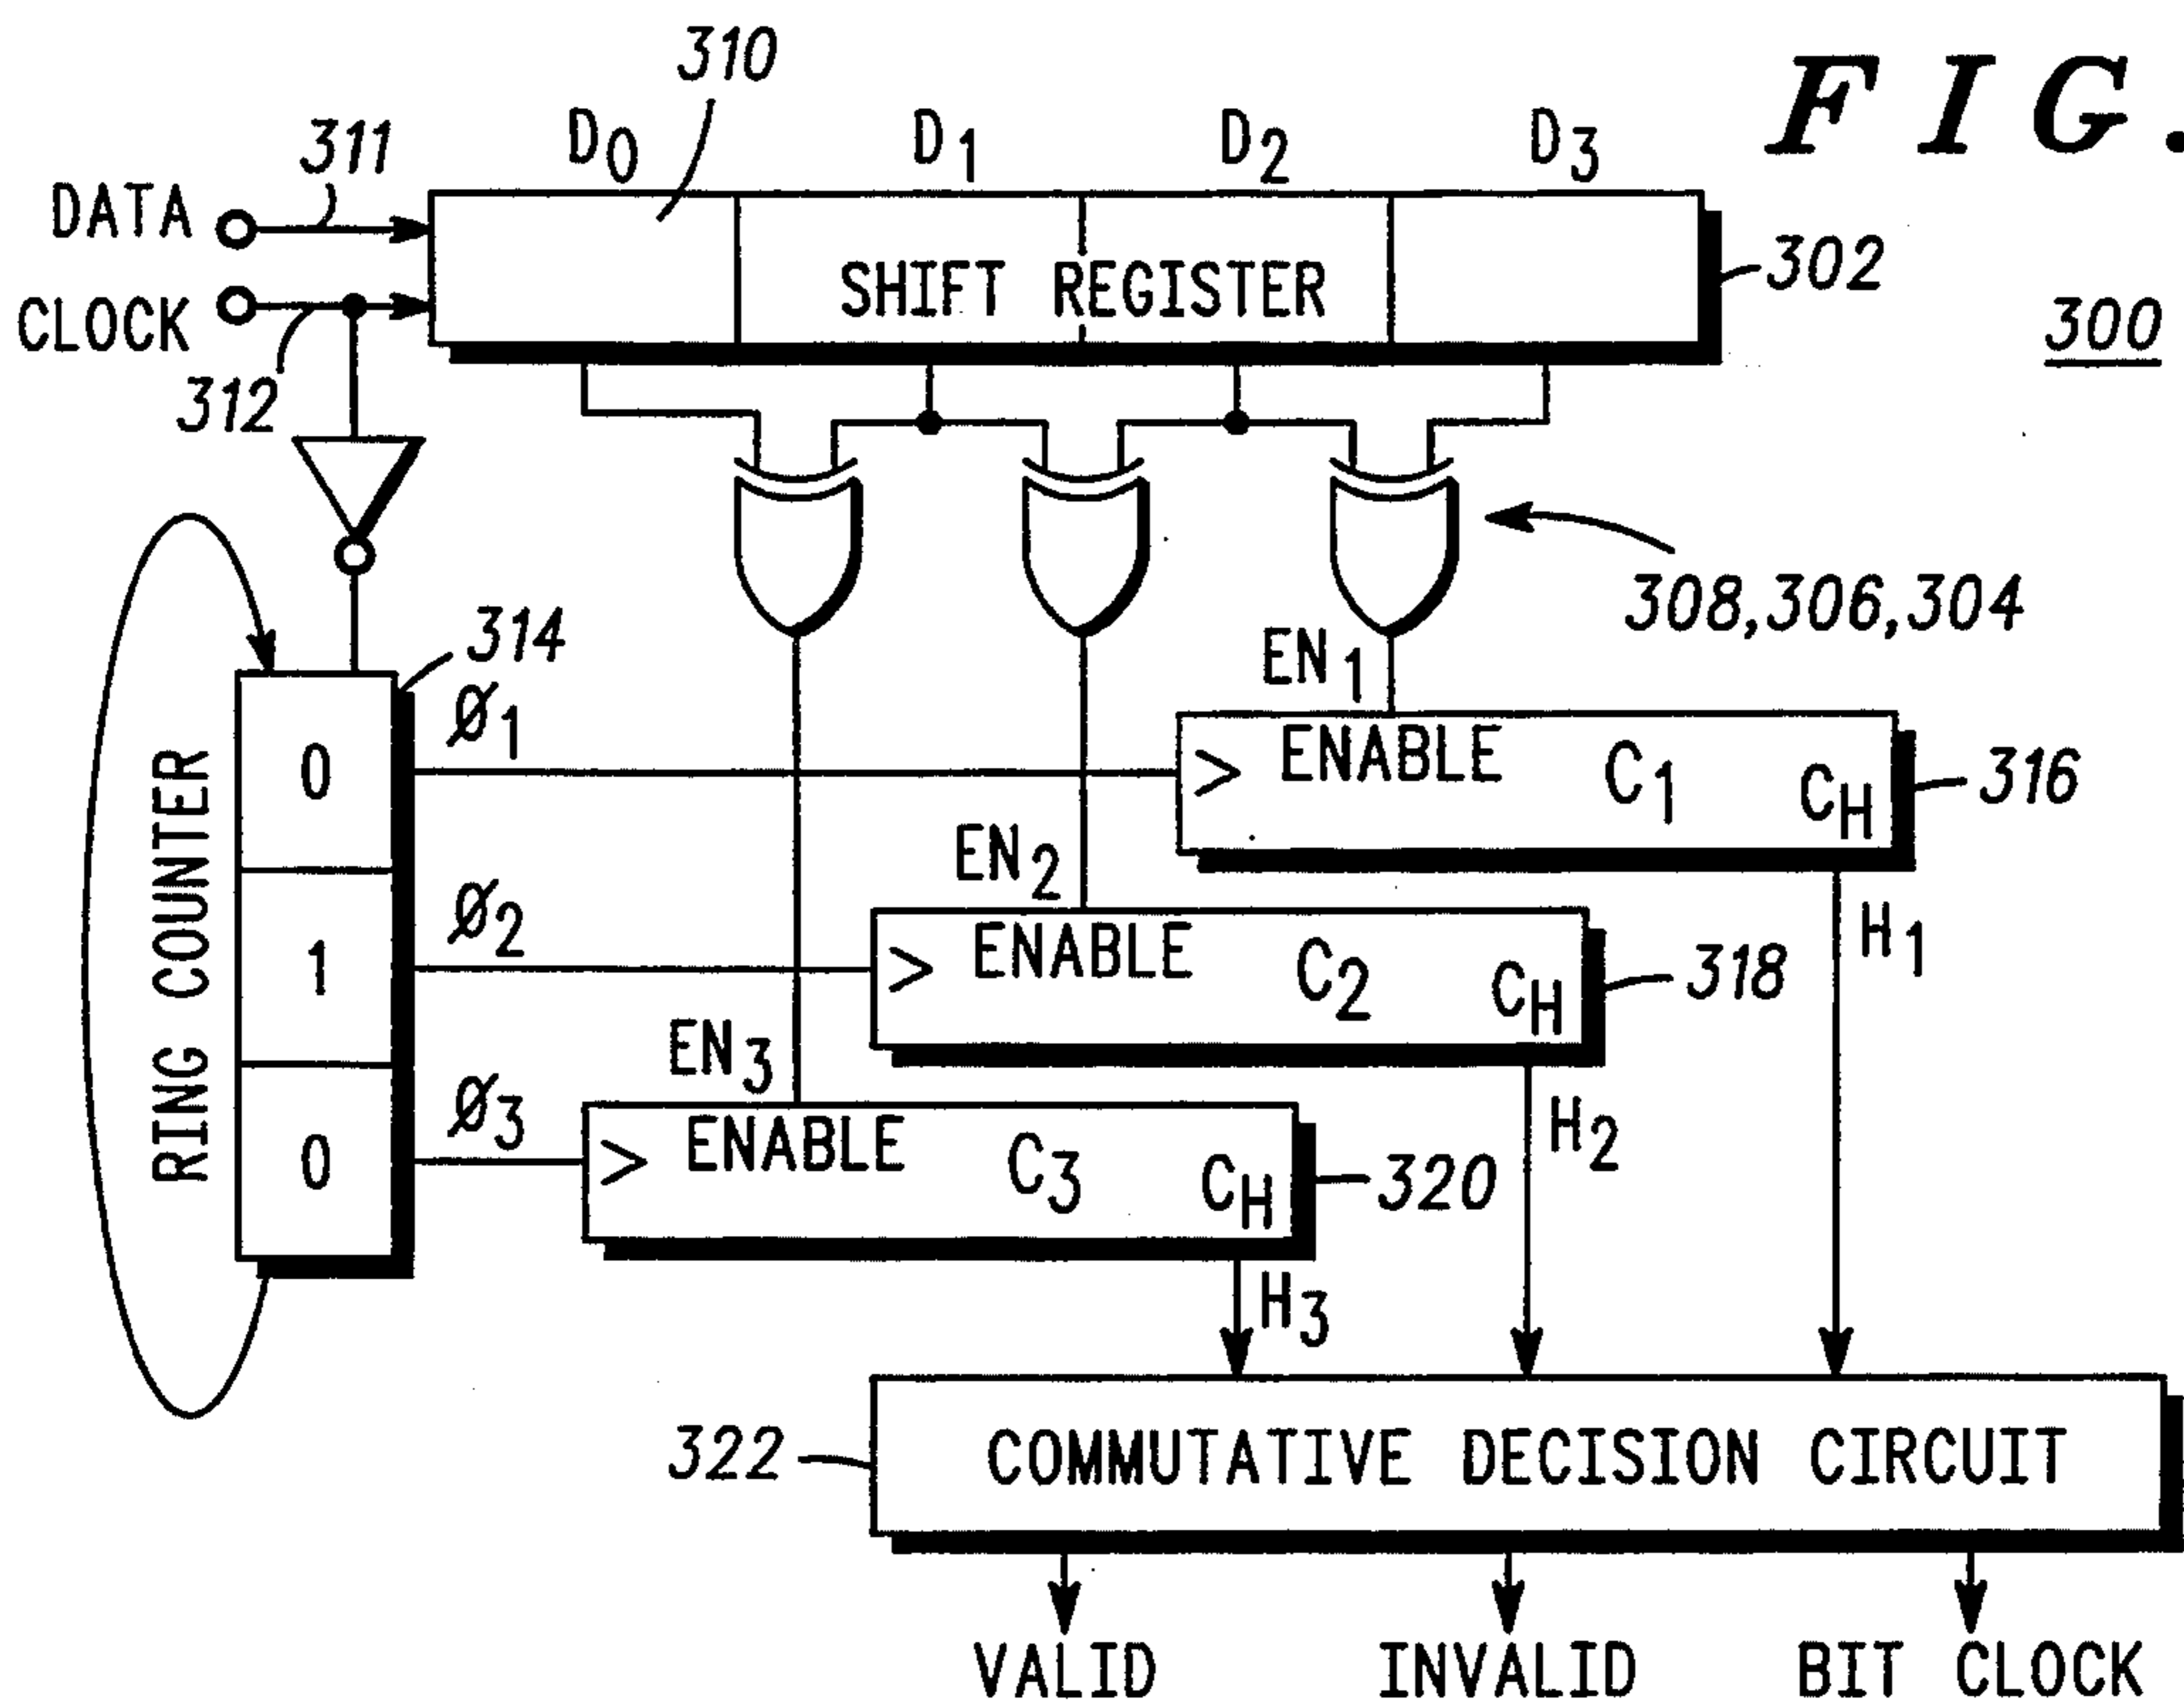 310
F I G .
311
D0 D1 D2 D3
DATA
SHIFT REGISTER
302
CLOCK
300
312
308,306,304
314
EN1
Ø1
0
> ENABLE C1 CH
316
RING COUNTER
EN2
H1
Ø2
1
> ENABLE C2 CH
318
EN3
H2
Ø3
0
> ENABLE C3 CH
320
H3
322
COMMUTATIVE DECISION CIRCUIT
VALID INVALID BIT CLOCK